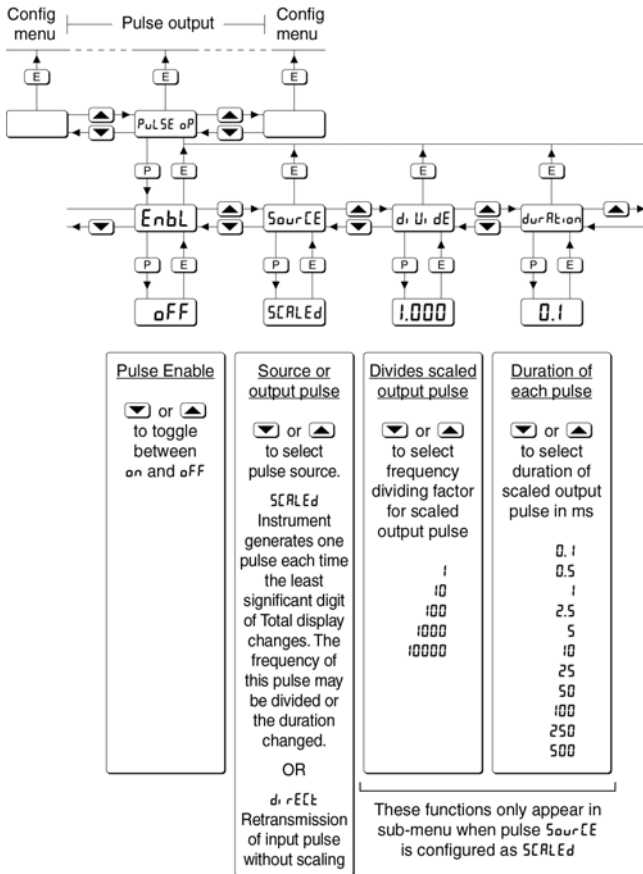 Config menu
Pulse output
Config menu
E
E
E
PuLSE oP
P
E
E
E
E
EnbL
SourCE
diVidE
durAtion
P
E
P
E
P
E
P
E
oFF
SCALEd
1.000
0.1
Pulse Enable
or
to toggle
between
on and oFF
Source or
output pulse
or
to select
pulse source.
SCALEd
Instrument
generates one
pulse each time
the least
significant digit
of Total display
changes. The
frequency of
this pulse may
be divided or
the duration
changed.
OR
dirECt
Retransmission
of input pulse
without scaling
Divides scaled
output pulse
or
to select
frequency
dividing factor
for scaled
output pulse
1
10
100
1000
10000
Duration of
each pulse
or
to select
duration of
scaled output
pulse in ms
0.1
0.5
1
2.5
5
10
25
50
100
250
500
These functions only appear in
sub-menu when pulse SourCE
is configured as SCALEd